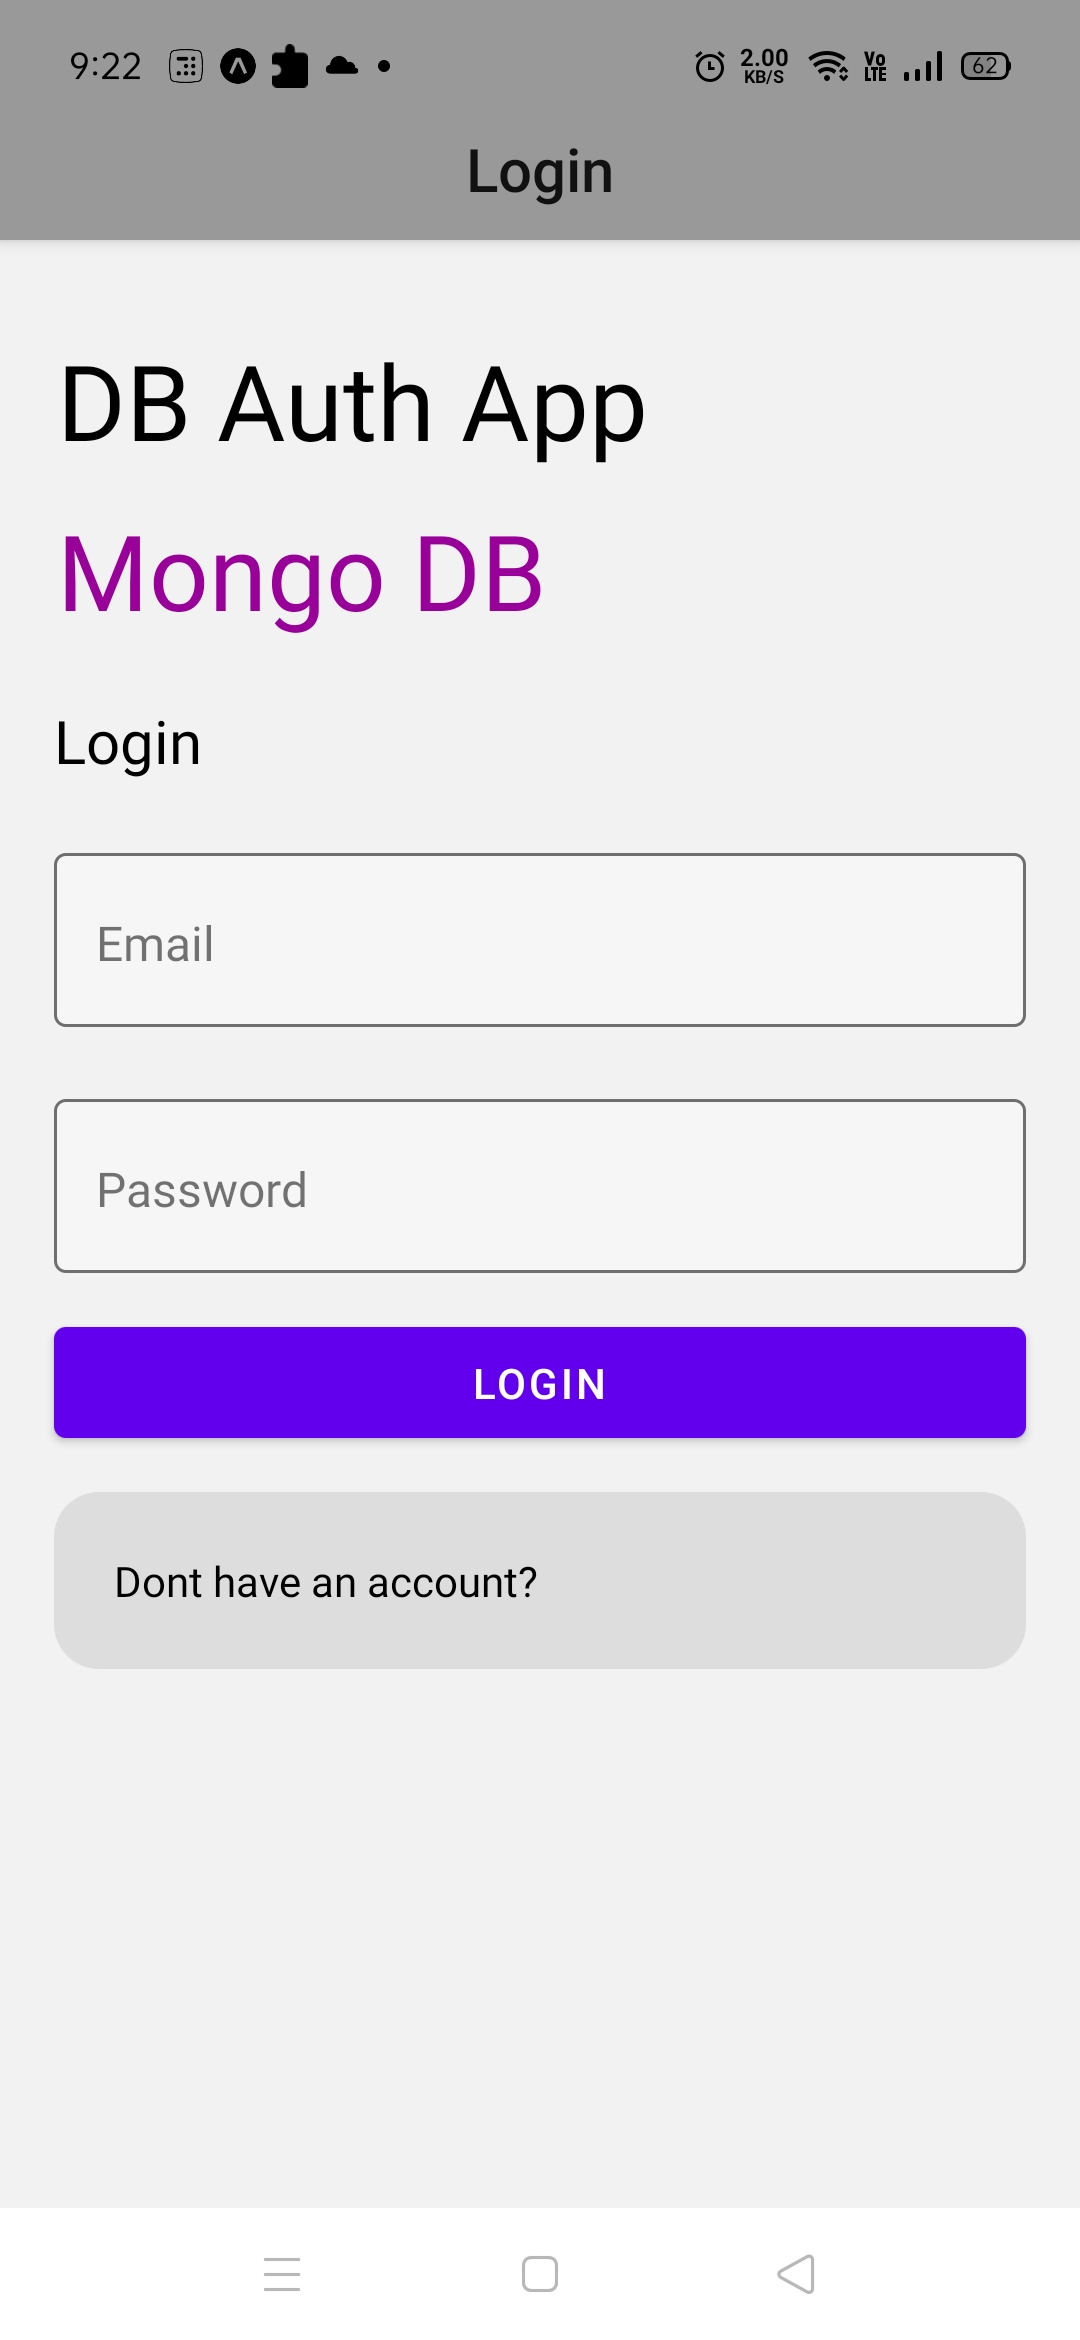 9:22 2.00 KB/S Vo LTE 62
Login
DB Auth App
Mongo DB
Login
Email
Password
LOGIN
Dont have an account?